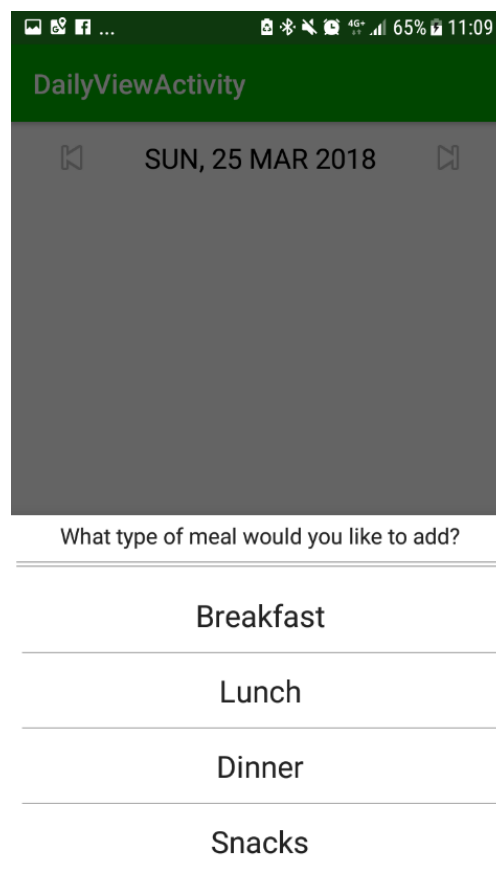 ... 4G+ 65% 11:09
DailyViewActivity
SUN, 25 MAR 2018
What type of meal would you like to add?
Breakfast
Lunch
Dinner
Snacks